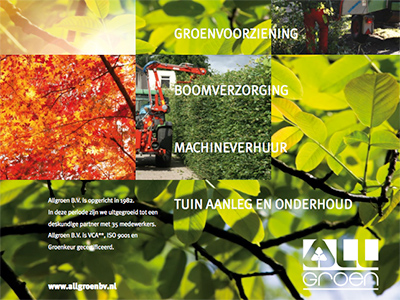 GROENVOORZIENING
BOOMVERZORGING
MACHINEVERHUUR
TUIN AANLEG EN ONDERHOUD
Allgroen B.V. is opgericht in 1982.
In deze periode zijn we uitgegroeid tot een
deskundige partner met 35 medewerkers.
Allgroen B.V. is VCA**, ISO 9001 en
Groenkeur gecertificeerd.
www.allgroenbv.nl
ALL
Groen